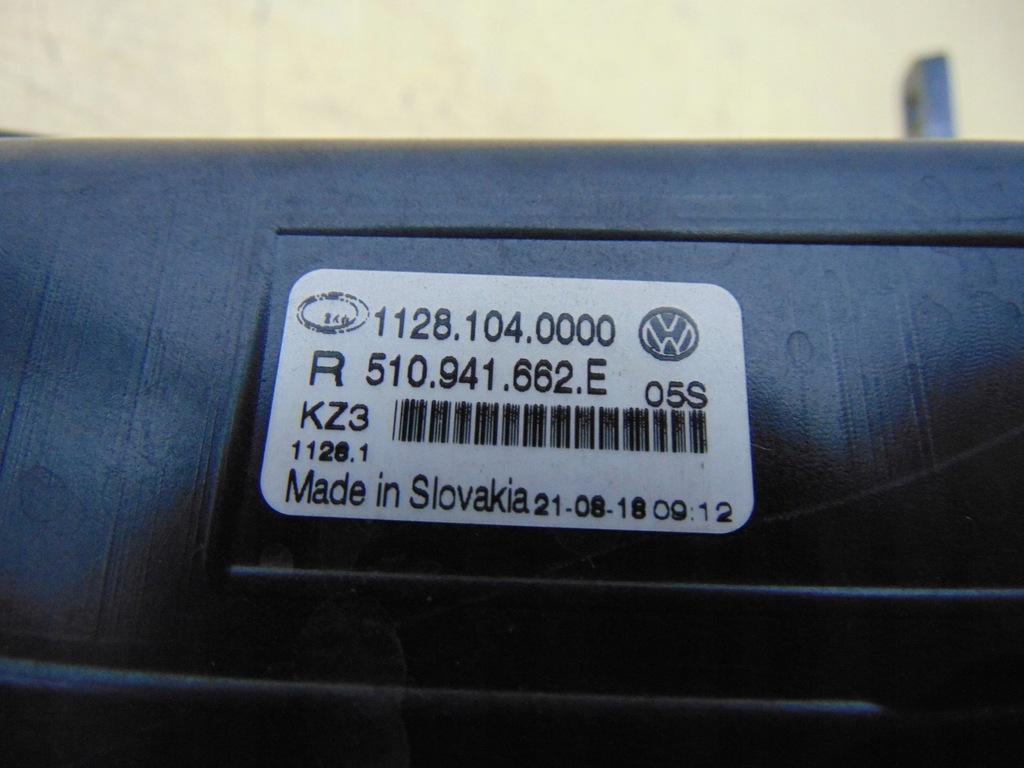 1128.104.0000
R 510.941.662.E 05S
KZ3
1128.1
Made in Slovakia 21-08-18 09:12